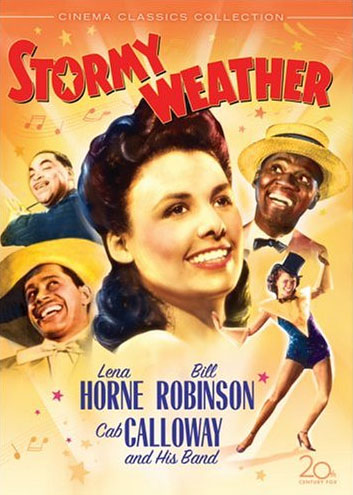 CINEMA CLASSICS COLLECTION
STORMY
WEATHER
Lena Bill
HORNE ROBINSON
Cab CALLOWAY
and His Band
20th
CENTURY FOX